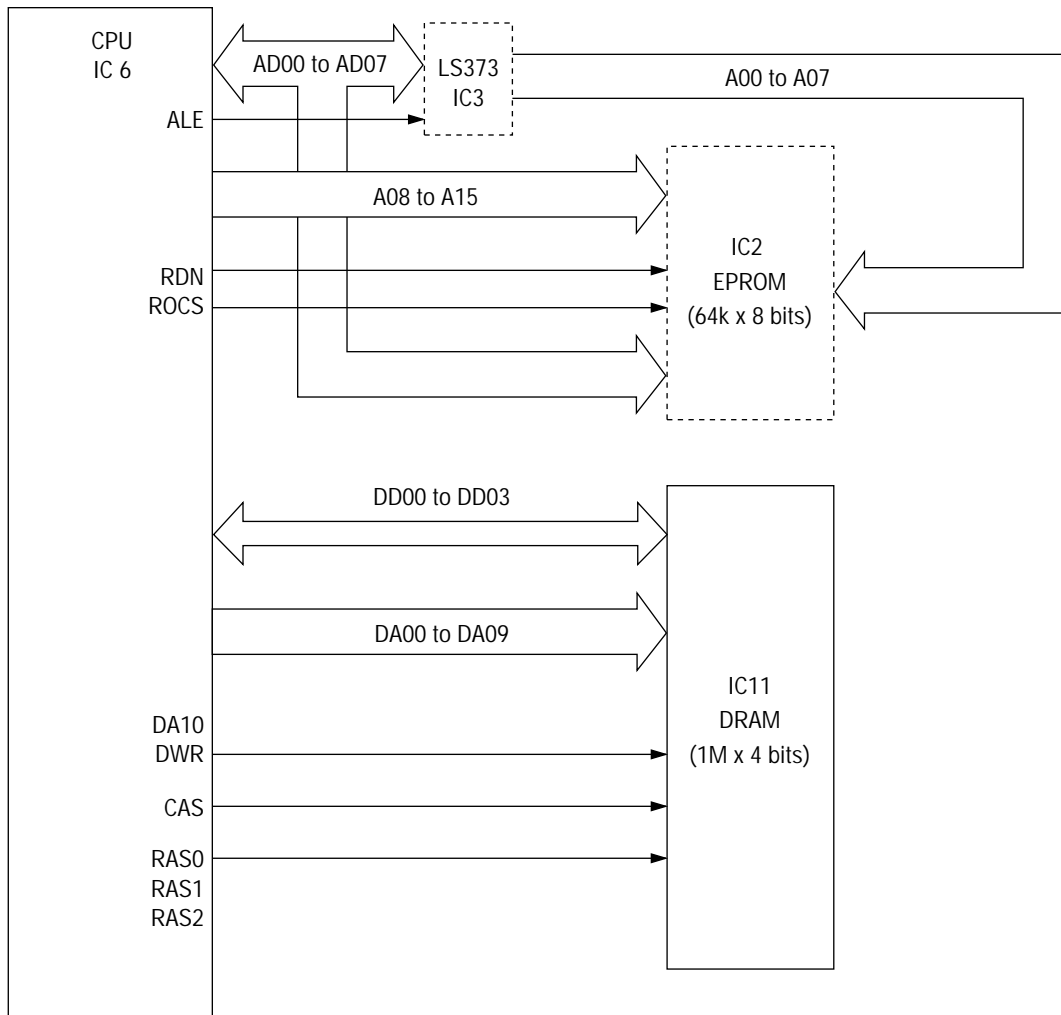 CPU
IC 6
AD00 to AD07
LS373
IC3
A00 to A07
ALE
A08 to A15
IC2
EPROM
(64k x 8 bits)
RDN
ROCS
DD00 to DD03
DA00 to DA09
IC11
DRAM
(1M x 4 bits)
DA10
DWR
CAS
RAS0
RAS1
RAS2